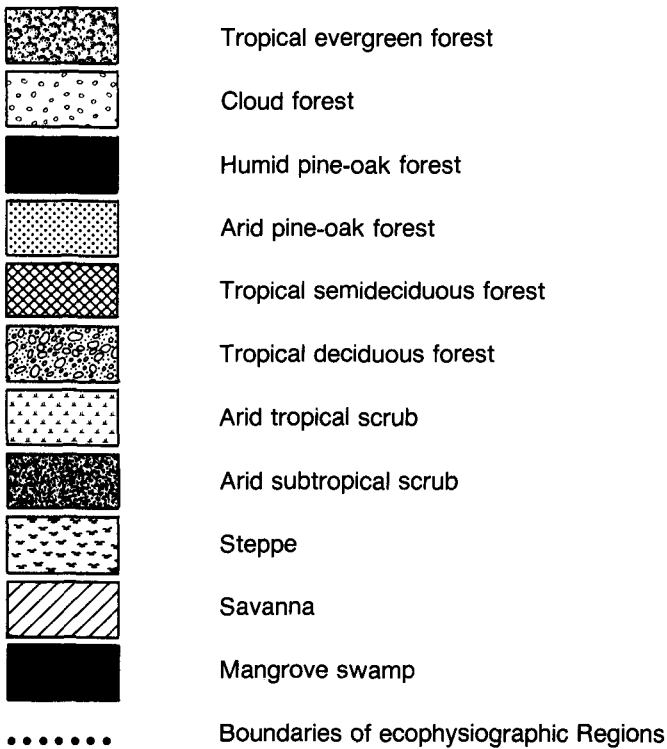 Tropical evergreen forest
Cloud forest
Humid pine-oak forest
Arid pine-oak forest
Tropical semideciduous forest
Tropical deciduous forest
Arid tropical scrub
Arid subtropical scrub
Steppe
Savanna
Mangrove swamp
Boundaries of ecophysiographic Regions